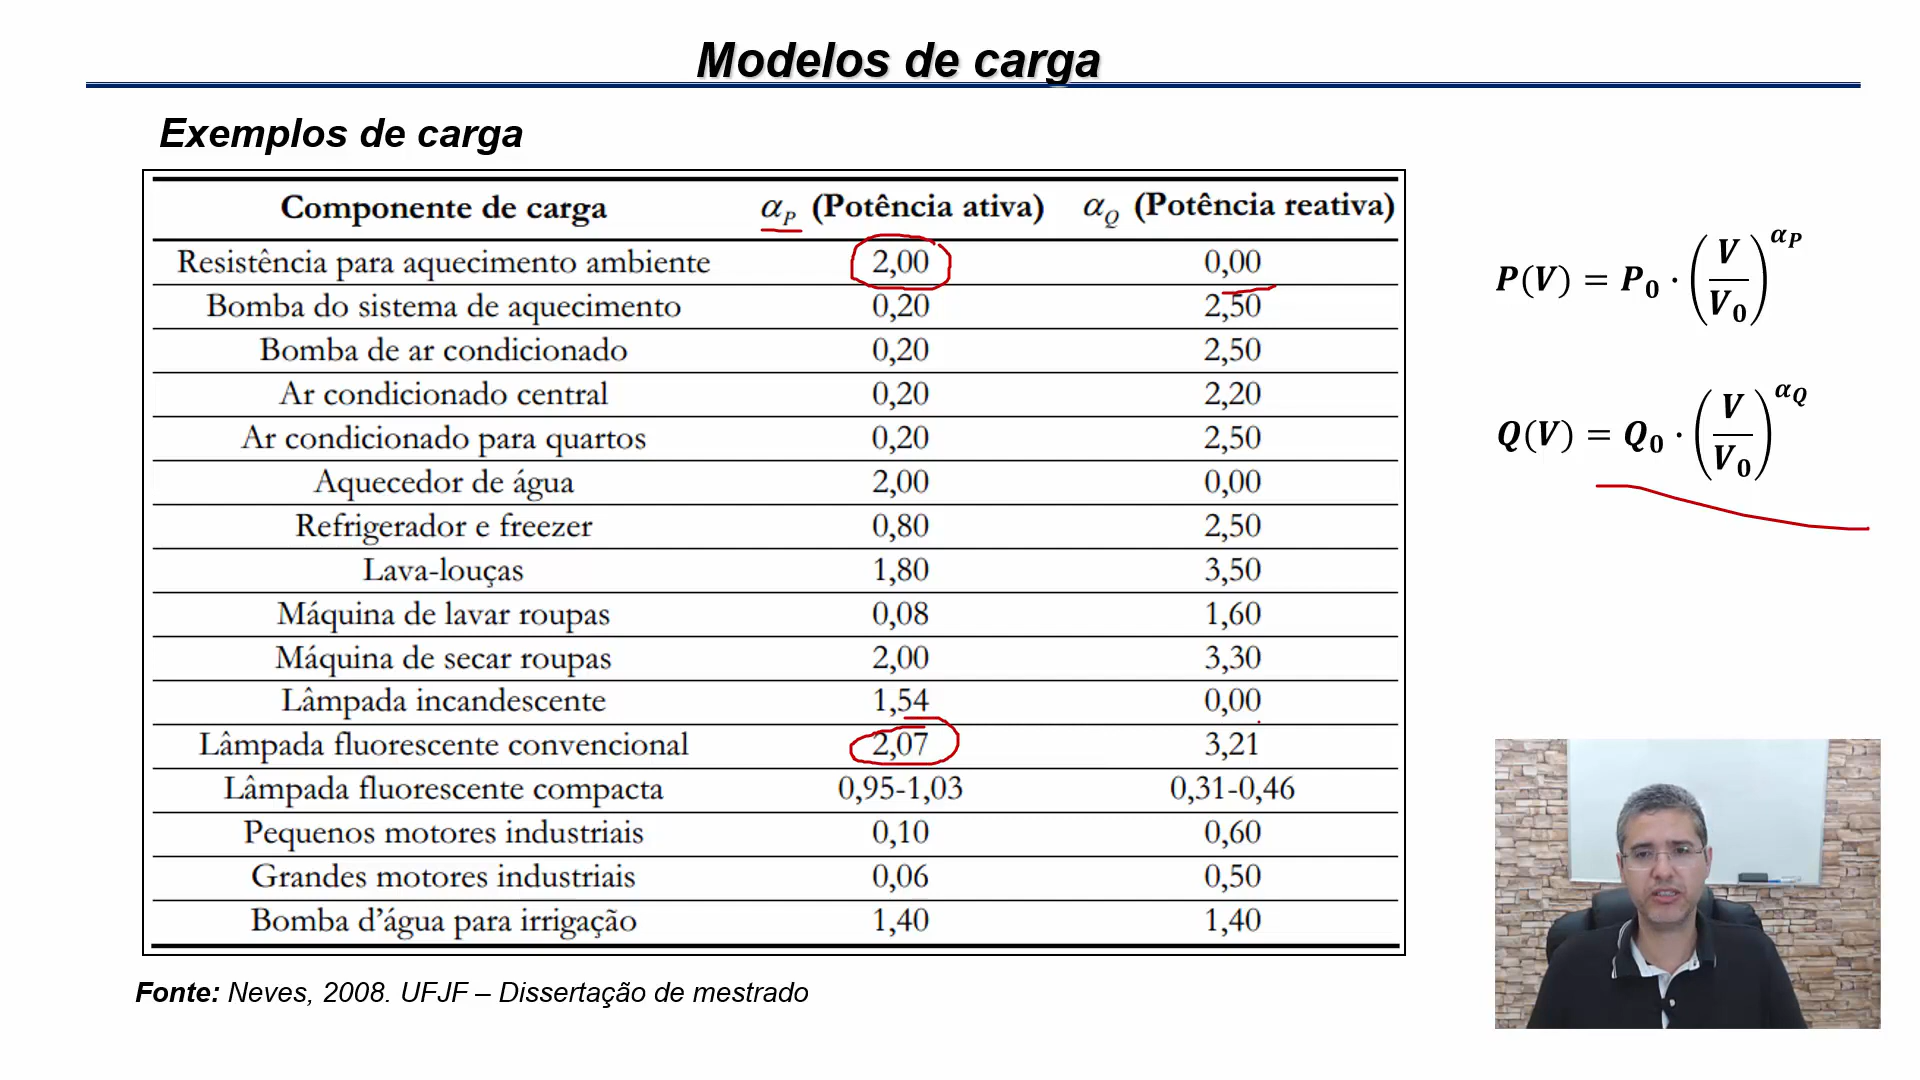 Modelos de carga
Exemplos de carga
Componente de carga α_P (Potência ativa) α_Q (Potência reativa)
Resistência para aquecimento ambiente 2,00 0,00
Bomba do sistema de aquecimento 0,20 2,50
Bomba de ar condicionado 0,20 2,50
Ar condicionado central 0,20 2,20
Ar condicionado para quartos 0,20 2,50
Aquecedor de água 2,00 0,00
Refrigerador e freezer 0,80 2,50
Lava-louças 1,80 3,50
Máquina de lavar roupas 0,08 1,60
Máquina de secar roupas 2,00 3,30
Lâmpada incandescente 1,54 0,00
Lâmpada fluorescente convencional 2,07 3,21
Lâmpada fluorescente compacta 0,95-1,03 0,31-0,46
Pequenos motores industriais 0,10 0,60
Grandes motores industriais 0,06 0,50
Bomba d’água para irrigação 1,40 1,40
Fonte: Neves, 2008. UFJF – Dissertação de mestrado
P(V) = P₀ · (V/V₀)^α_P
Q(V) = Q₀ · (V/V₀)^α_Q